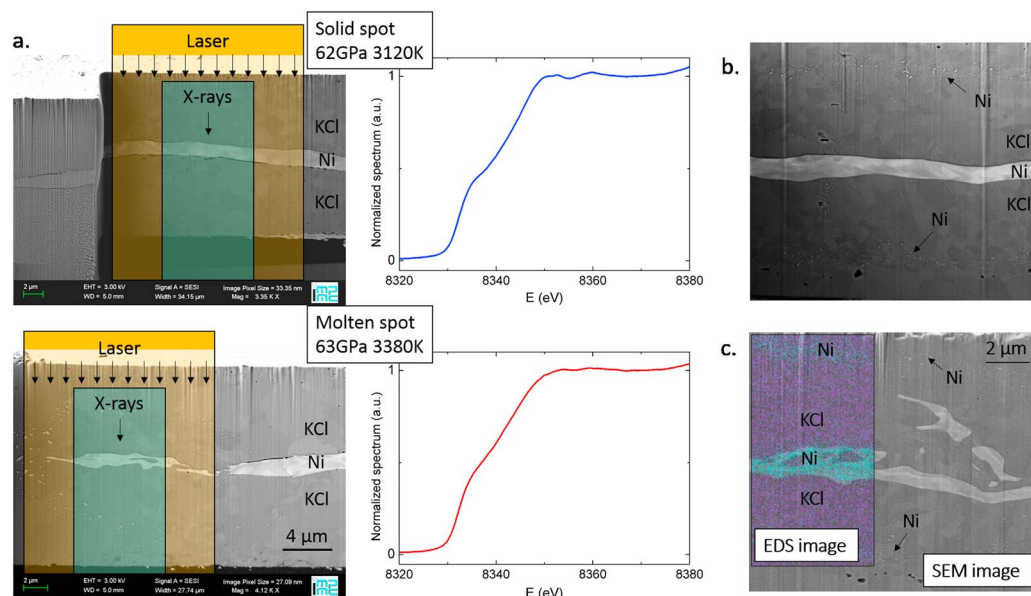 a.
Laser
X-rays
KCl
Ni
KCl
2 µm
EHT = 3.00 kV
WD = 5.0 mm
Signal A = SESI
Width = 34.15 µm
Image Pixel Size = 33.35 nm
Mag = 3.35 K X
Solid spot
62GPa 3120K
Normalized spectrum (a.u.)
1
0
8320
8340
8360
8380
E (eV)
Laser
X-rays
KCl
Ni
KCl
4 µm
2 µm
EHT = 3.00 kV
WD = 5.0 mm
Signal A = SESI
Width = 27.74 µm
Image Pixel Size = 27.09 nm
Mag = 4.12 K X
Molten spot
63GPa 3380K
Normalized spectrum (a.u.)
1
0
8320
8340
8360
8380
E (eV)
b.
Ni
KCl
Ni
KCl
Ni
c.
Ni
KCl
Ni
KCl
EDS image
2 µm
Ni
Ni
SEM image